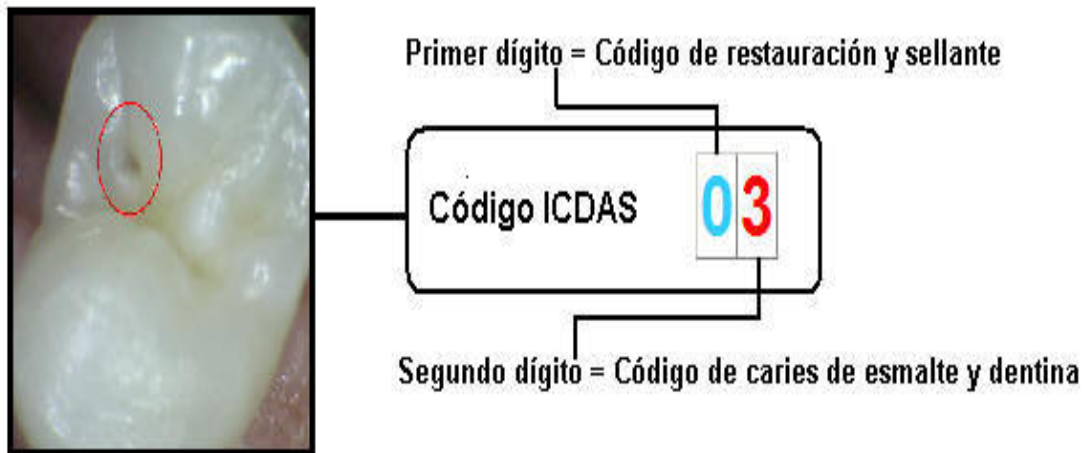 Primer dígito = Código de restauración y sellante
Código ICDAS 03
Segundo dígito = Código de caries de esmalte y dentina